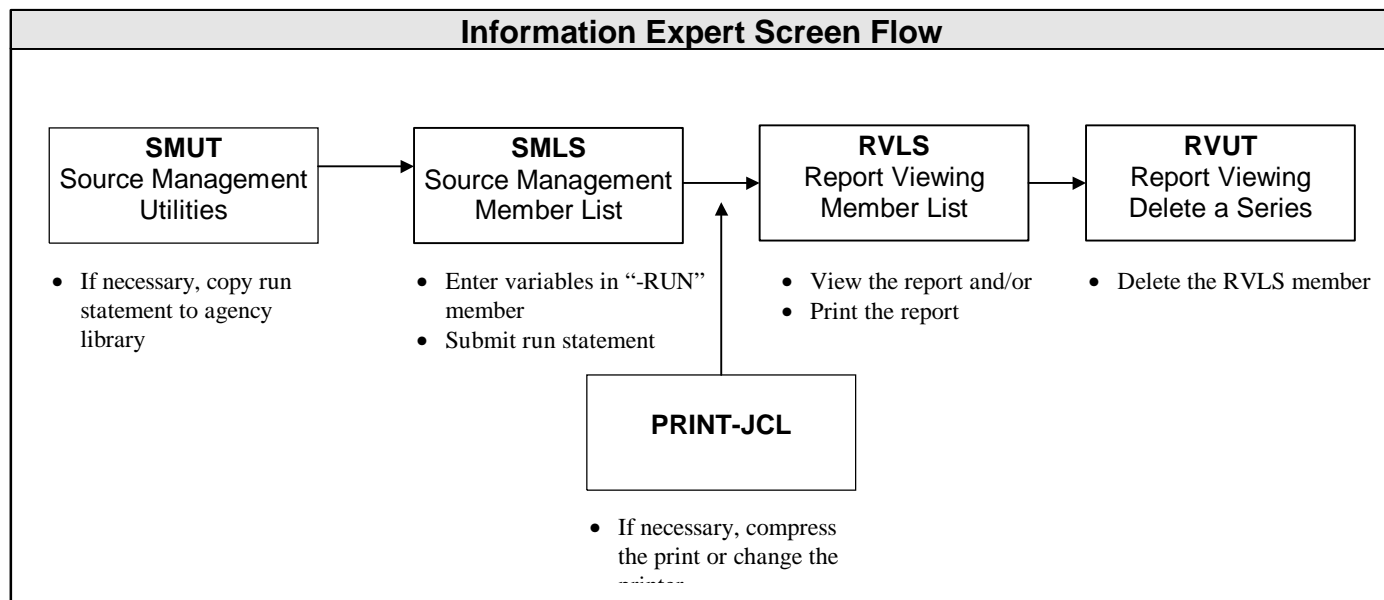 Information Expert Screen Flow
SMUT
Source Management
Utilities
SMLS
Source Management
Member List
RVLS
Report Viewing
Member List
RVUT
Report Viewing
Delete a Series
• If necessary, copy run
statement to agency
library
• Enter variables in “-RUN”
member
• Submit run statement
• View the report and/or
• Print the report
• Delete the RVLS member
PRINT-JCL
• If necessary, compress
the print or change the